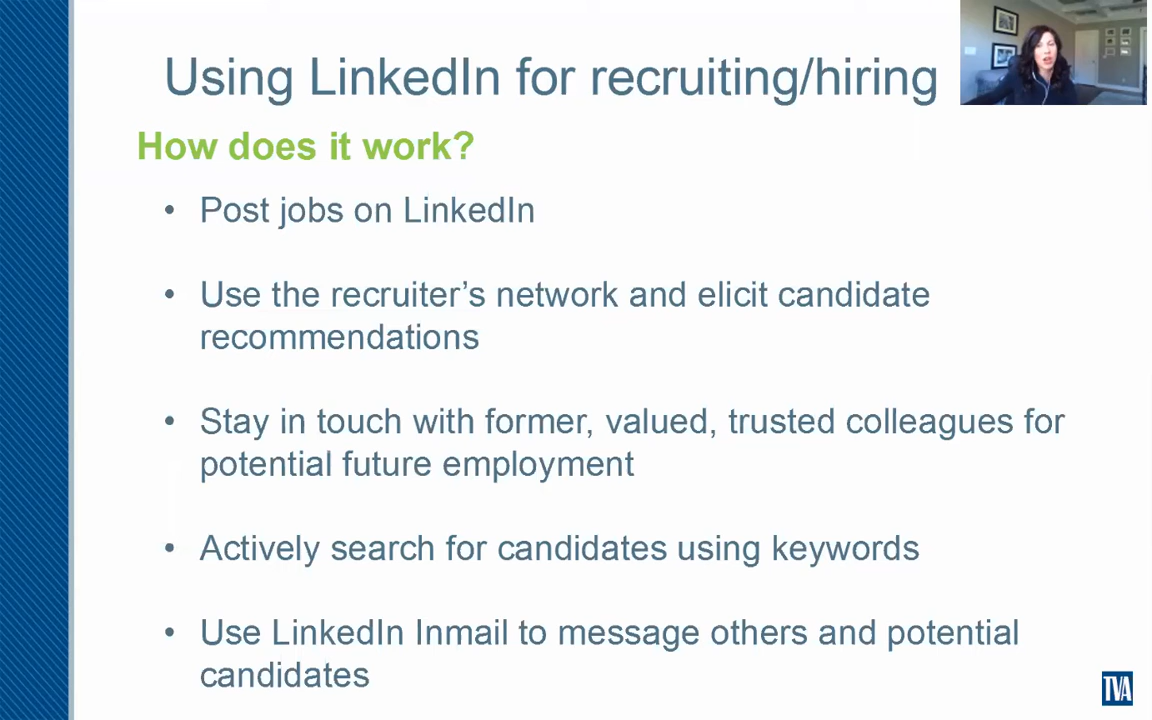 Using LinkedIn for recruiting/hiring
How does it work?
• Post jobs on LinkedIn
• Use the recruiter’s network and elicit candidate
recommendations
• Stay in touch with former, valued, trusted colleagues for
potential future employment
• Actively search for candidates using keywords
• Use LinkedIn Inmail to message others and potential
candidates
TVA